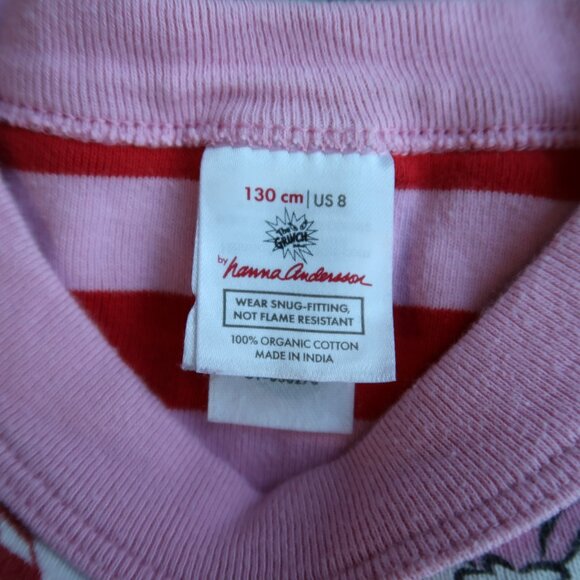 130 cm | US 8
The
GRINCH
by hanna Andersson
WEAR SNUG-FITTING,
NOT FLAME RESISTANT
100% ORGANIC COTTON
MADE IN INDIA